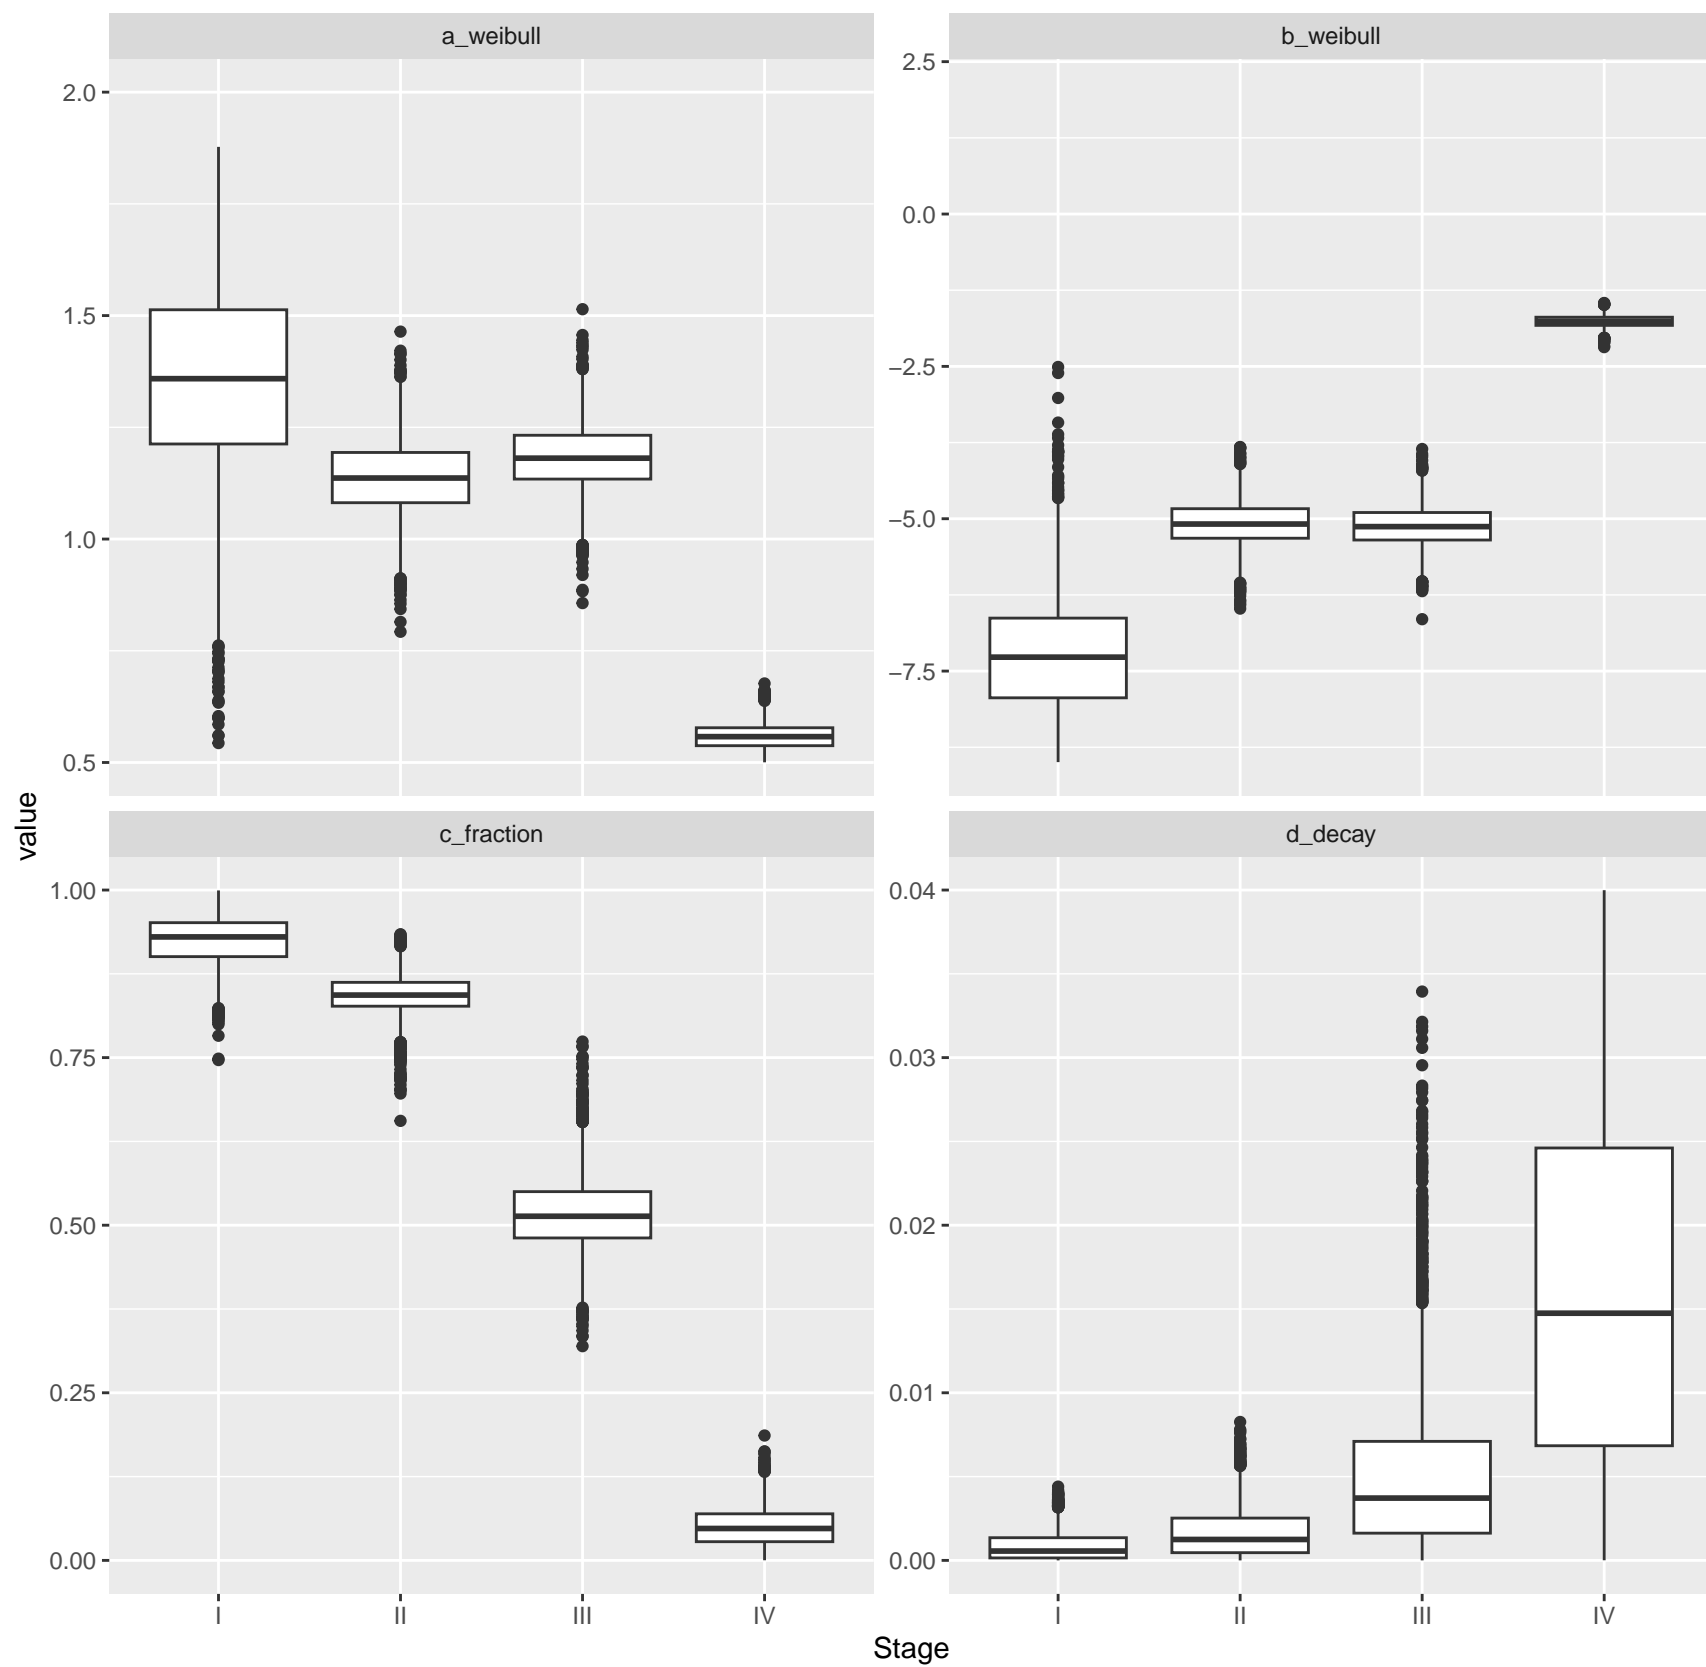 a_weibull
b_weibull
2.0
1.5
1.0
0.5
2.5
0.0
−2.5
−5.0
−7.5
value
c_fraction
d_decay
1.00
0.75
0.50
0.25
0.00
0.04
0.03
0.02
0.01
0.00
I II III IV
I II III IV
Stage